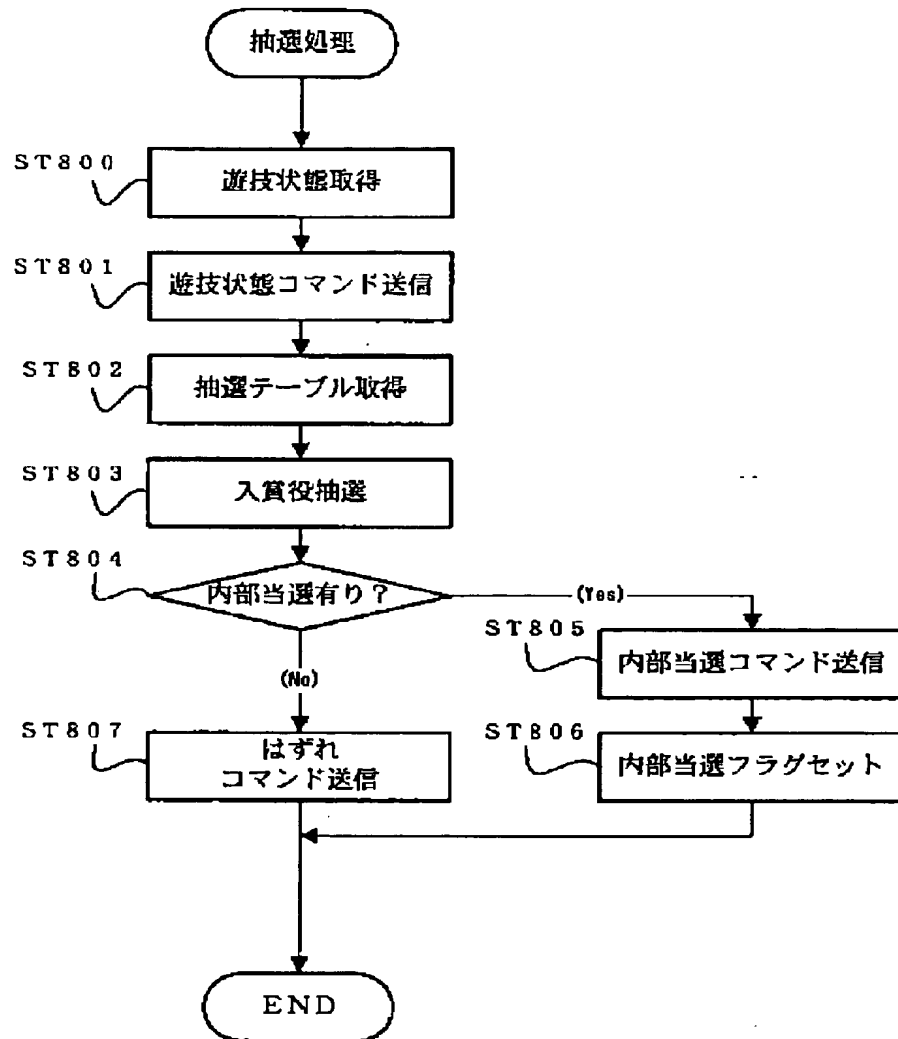 抽選処理
ST800
遊技状態取得
ST801
遊技状態コマンド送信
ST802
抽選テーブル取得
ST803
入賞役抽選
ST804
内部当選有り?
(Yes)
ST805
内部当選コマンド送信
(No)
ST807
はずれ
コマンド送信
ST806
内部当選フラグセット
END